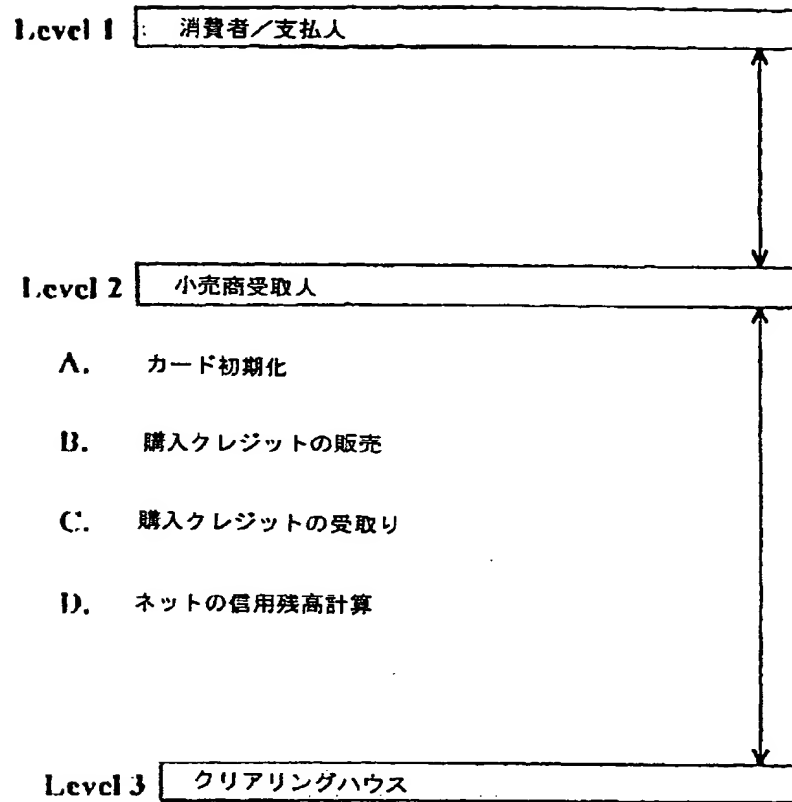 Level 1 消費者／支払人
Level 2 小売商受取人
A. カード初期化
B. 購入クレジットの販売
C. 購入クレジットの受取り
D. ネットの信用残高計算
Level 3 クリアリングハウス